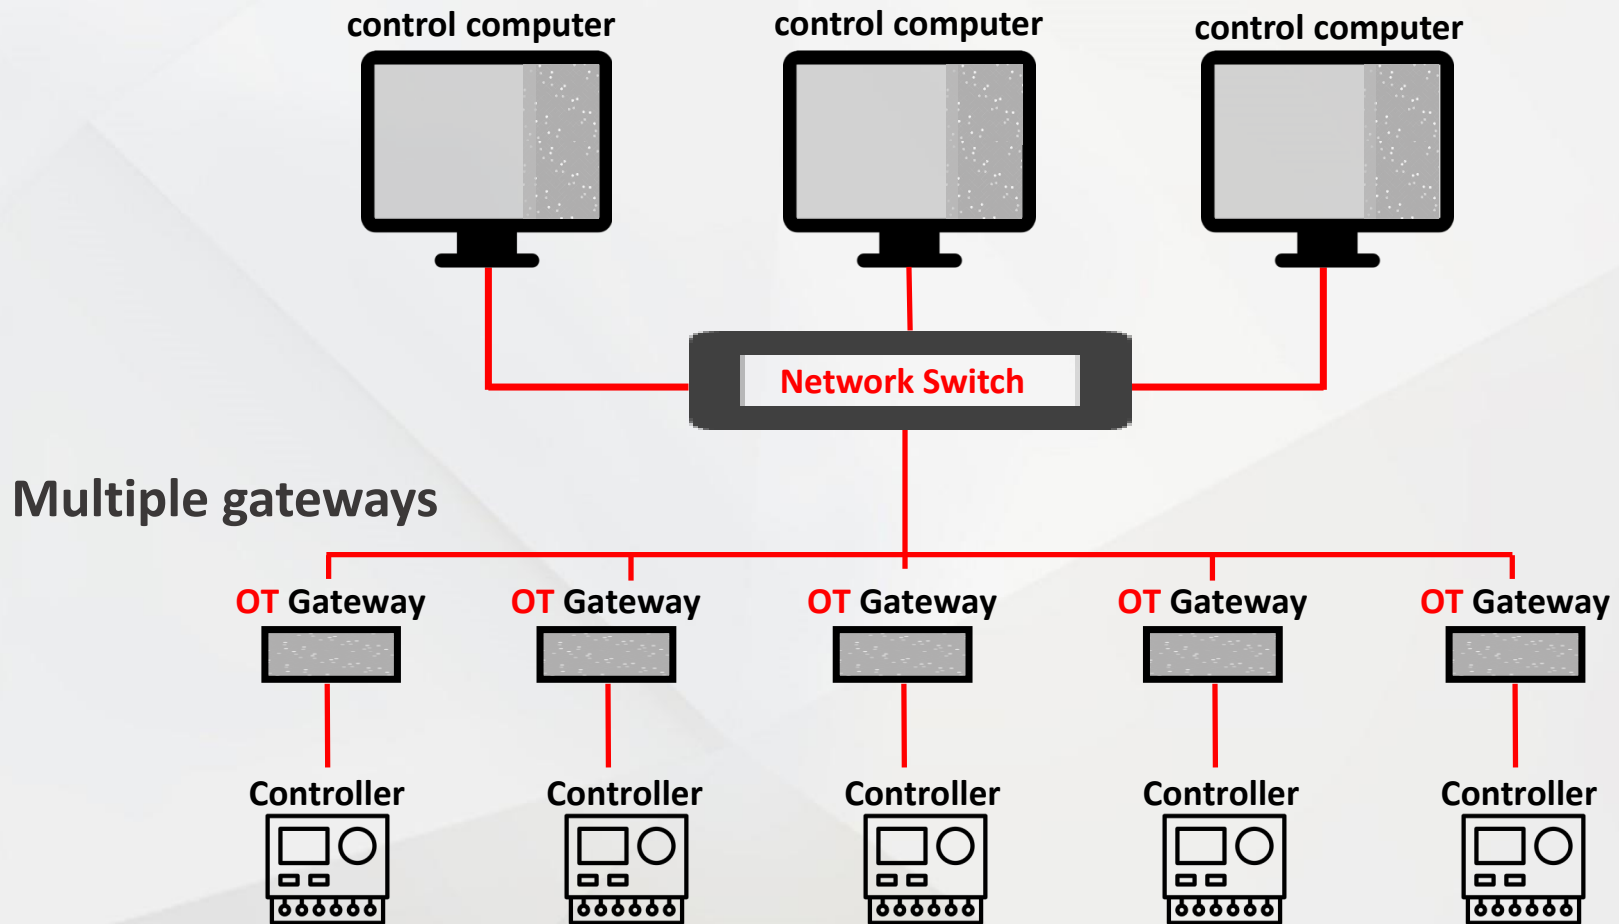 control computer
control computer
control computer
Network Switch
Multiple gateways
OT Gateway
OT Gateway
OT Gateway
OT Gateway
OT Gateway
Controller
Controller
Controller
Controller
Controller